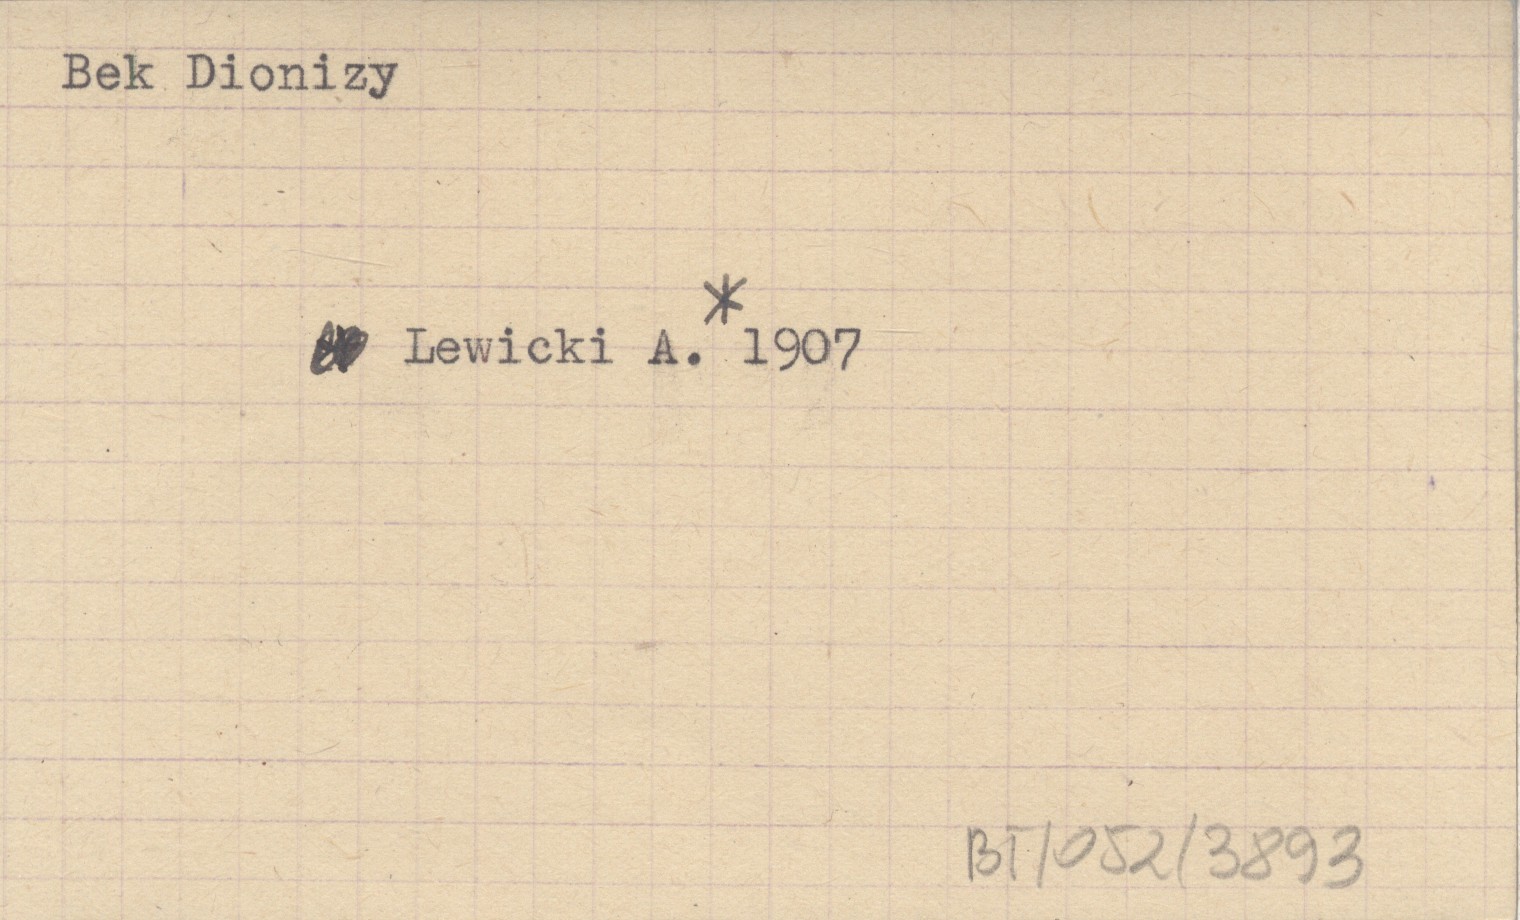 Bek Dionizy
Lewicki A.* 1907
BT/052/3893